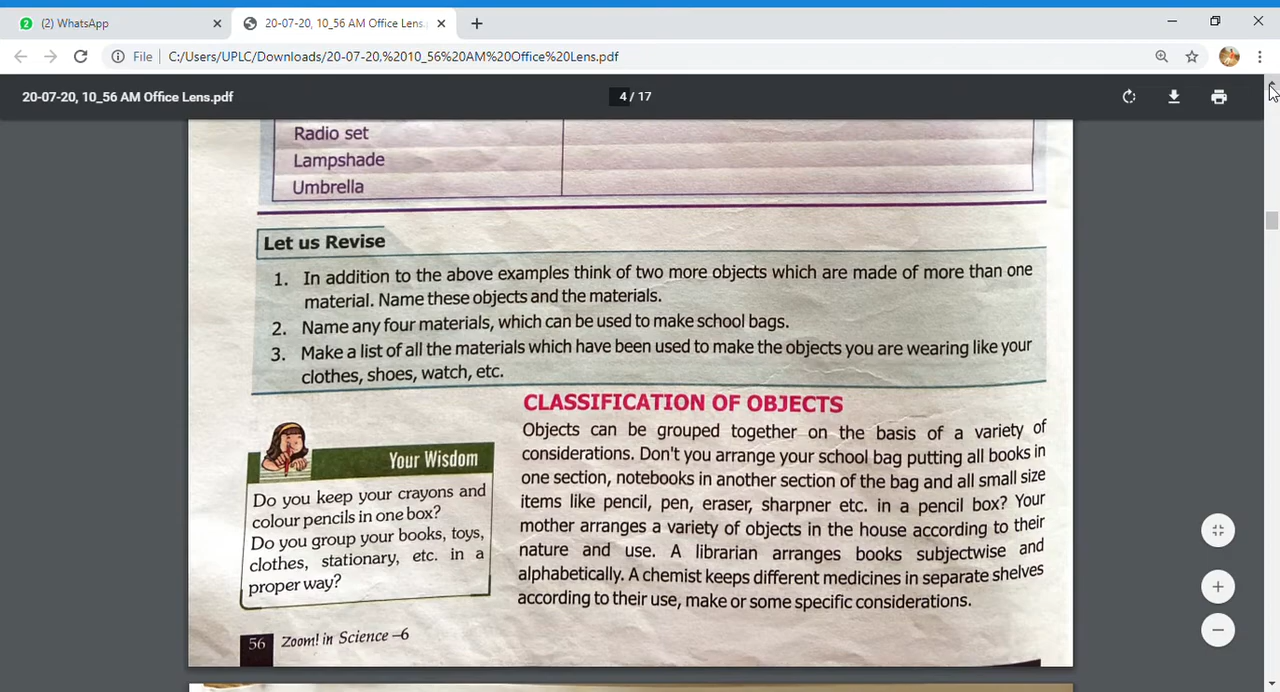 2 (2) WhatsApp
20-07-20, 10_56 AM Office Lens.
File C:/Users/UPLC/Downloads/20-07-20,%2010_56%20AM%20Office%20Lens.pdf
20-07-20, 10_56 AM Office Lens.pdf 4 / 17
Radio set
Lampshade
Umbrella
Let us Revise
1. In addition to the above examples think of two more objects which are made of more than one
material. Name these objects and the materials.
2. Name any four materials, which can be used to make school bags.
3. Make a list of all the materials which have been used to make the objects you are wearing like your
clothes, shoes, watch, etc.
Your Wisdom
Do you keep your crayons and
colour pencils in one box?
Do you group your books, toys,
clothes, stationary, etc. in a
proper way?
CLASSIFICATION OF OBJECTS
Objects can be grouped together on the basis of a variety of
considerations. Don't you arrange your school bag putting all books in
one section, notebooks in another section of the bag and all small size
items like pencil, pen, eraser, sharpner etc. in a pencil box? Your
mother arranges a variety of objects in the house according to their
nature and use. A librarian arranges books subjectwise and
alphabetically. A chemist keeps different medicines in separate shelves
according to their use, make or some specific considerations.
56 Zoom! in Science –6